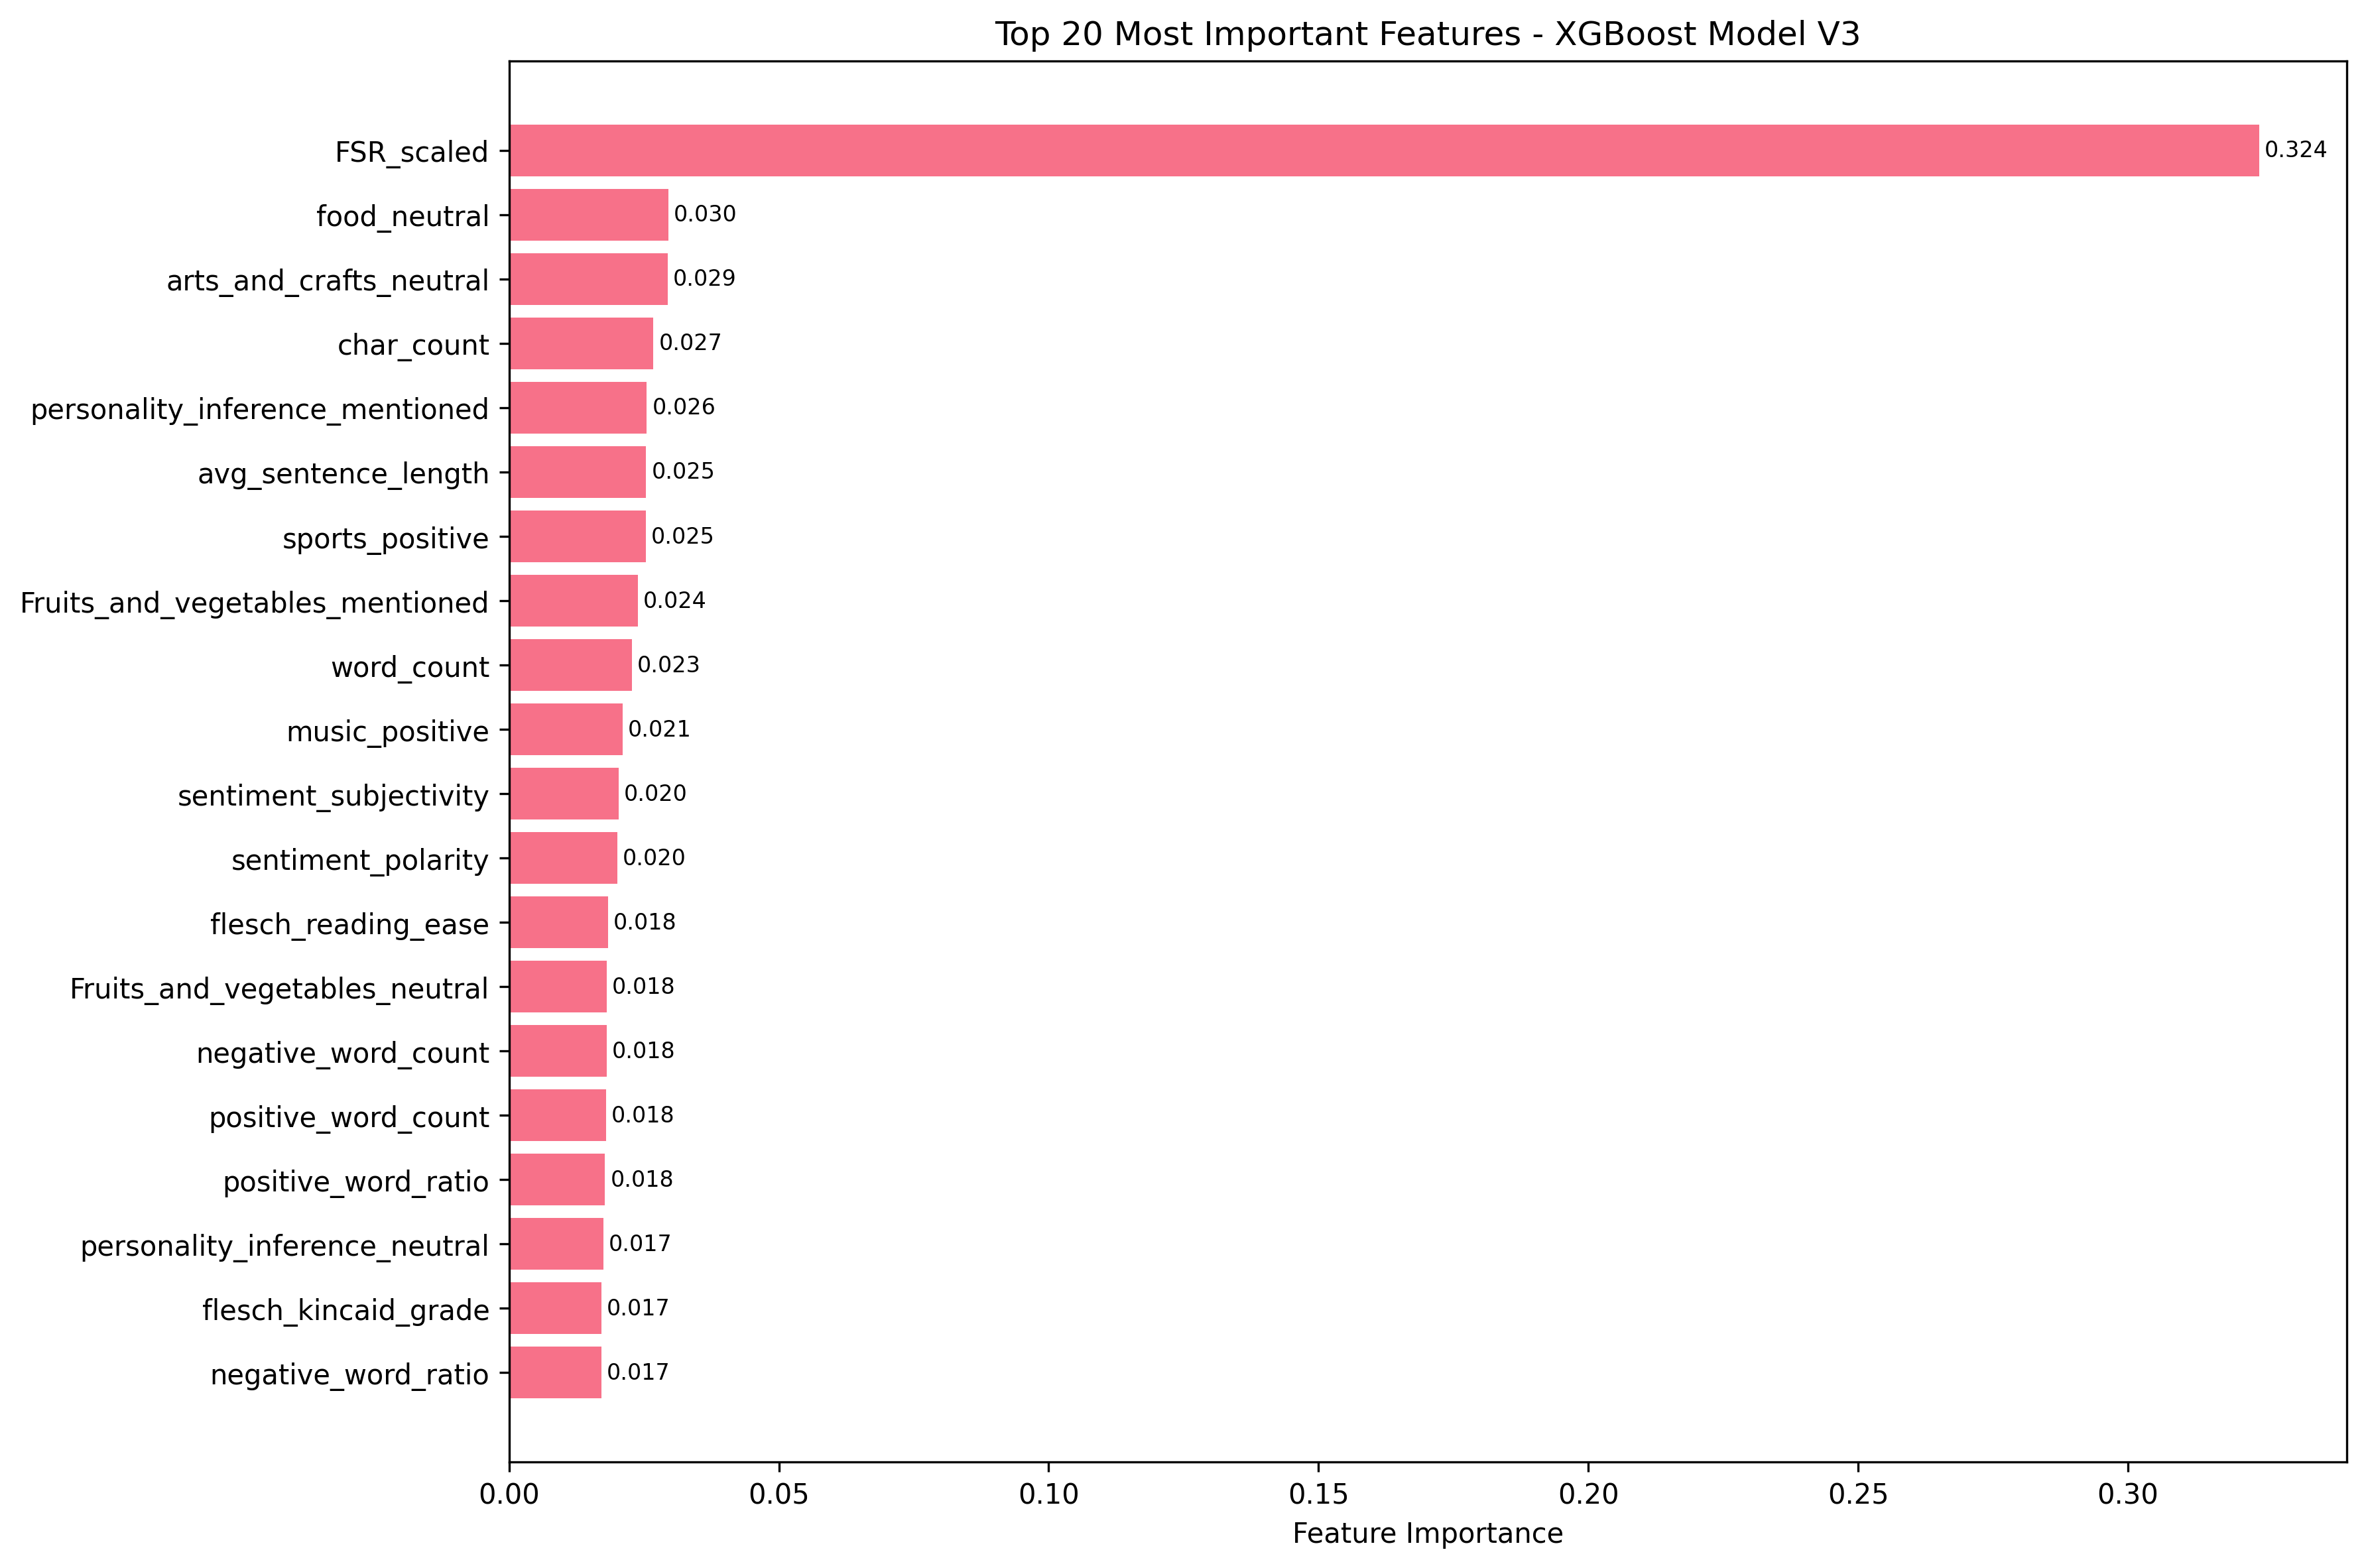 Top 20 Most Important Features - XGBoost Model V3
FSR_scaled 0.324
food_neutral 0.030
arts_and_crafts_neutral 0.029
char_count 0.027
personality_inference_mentioned 0.026
avg_sentence_length 0.025
sports_positive 0.025
Fruits_and_vegetables_mentioned 0.024
word_count 0.023
music_positive 0.021
sentiment_subjectivity 0.020
sentiment_polarity 0.020
flesch_reading_ease 0.018
Fruits_and_vegetables_neutral 0.018
negative_word_count 0.018
positive_word_count 0.018
positive_word_ratio 0.018
personality_inference_neutral 0.017
flesch_kincaid_grade 0.017
negative_word_ratio 0.017
0.00 0.05 0.10 0.15 0.20 0.25 0.30
Feature Importance